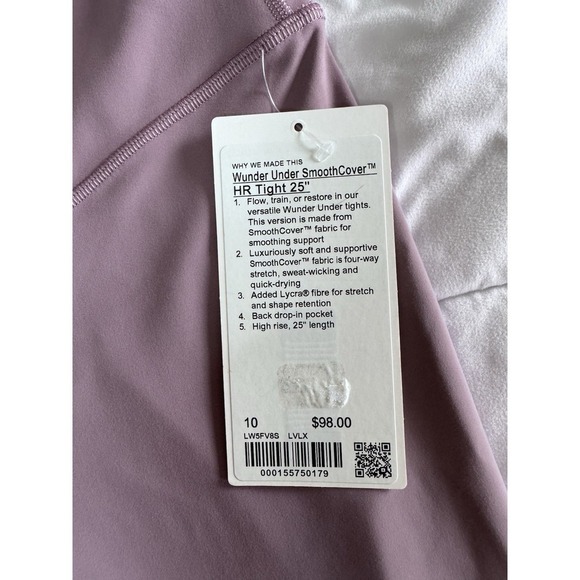 WHY WE MADE THIS
Wunder Under SmoothCover™
HR Tight 25"
1. Flow, train, or restore in our
versatile Wunder Under tights.
This version is made from
SmoothCover™ fabric for
smoothing support
2. Luxuriously soft and supportive
SmoothCover™ fabric is four-way
stretch, sweat-wicking and
quick-drying
3. Added Lycra® fibre for stretch
and shape retention
4. Back drop-in pocket
5. High rise, 25" length
10 $98.00
LW5FV8S LVLX
000155750179